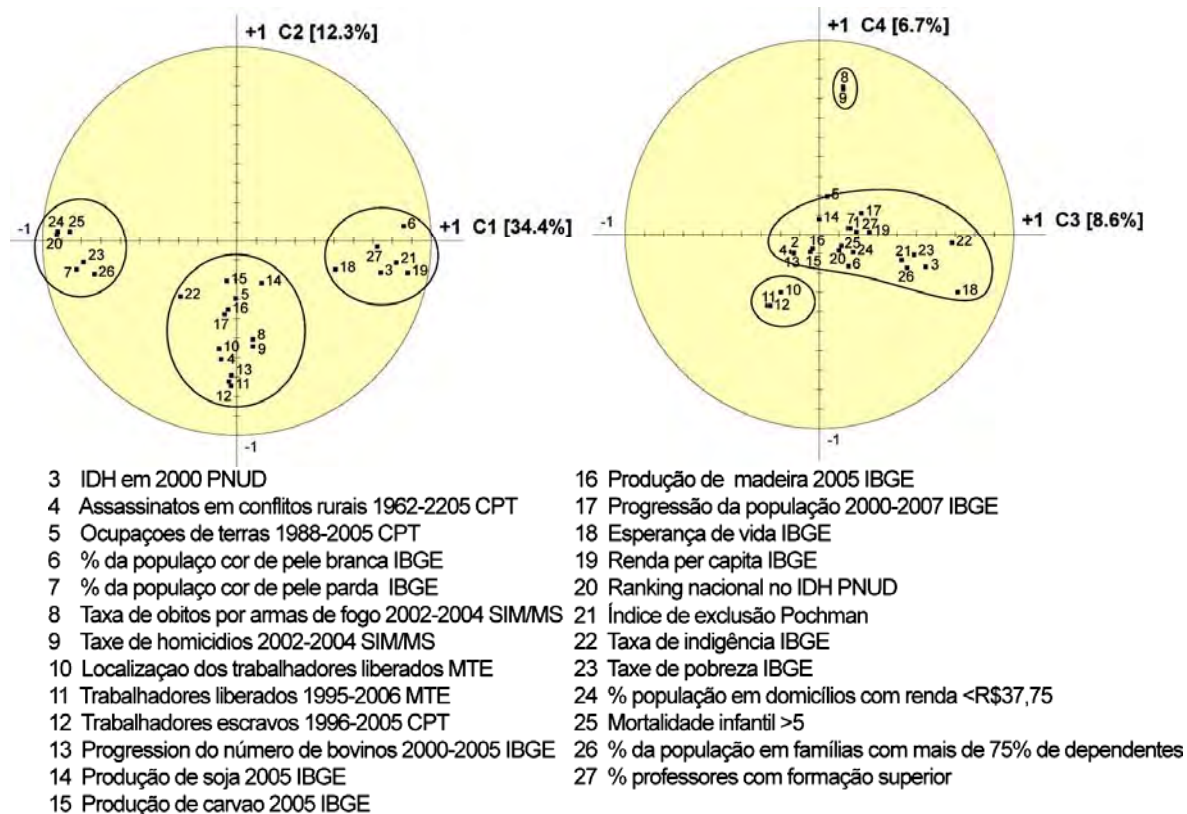 +1 C2 [12.3%]
-1
+1 C1 [34.4%]
-1
24
25
20
23
7
26
6
27
21
18
3
19
15
14
22
5
16
17
8
10
9
4
13
11
12
+1 C4 [6.7%]
+1 C3 [8.6%]
-1
8
9
5
14
17
7
1
27
19
2
16
25
24
4
13
15
20
6
21
23
22
26
3
18
11
10
12
3 IDH em 2000 PNUD
4 Assassinatos em conflitos rurais 1962-2205 CPT
5 Ocupaçoes de terras 1988-2005 CPT
6 % da populaço cor de pele branca IBGE
7 % da populaço cor de pele parda IBGE
8 Taxa de obitos por armas de fogo 2002-2004 SIM/MS
9 Taxe de homicidios 2002-2004 SIM/MS
10 Localizaçao dos trabalhadores liberados MTE
11 Trabalhadores liberados 1995-2006 MTE
12 Trabalhadores escravos 1996-2005 CPT
13 Progression do número de bovinos 2000-2005 IBGE
14 Produção de soja 2005 IBGE
15 Produção de carvao 2005 IBGE
16 Produção de madeira 2005 IBGE
17 Progressão da população 2000-2007 IBGE
18 Esperança de vida IBGE
19 Renda per capita IBGE
20 Ranking nacional no IDH PNUD
21 Índice de exclusão Pochman
22 Taxa de indigência IBGE
23 Taxe de pobreza IBGE
24 % população em domicílios com renda <R$37,75
25 Mortalidade infantil >5
26 % da população em famílias com mais de 75% de dependentes
27 % professores com formação superior